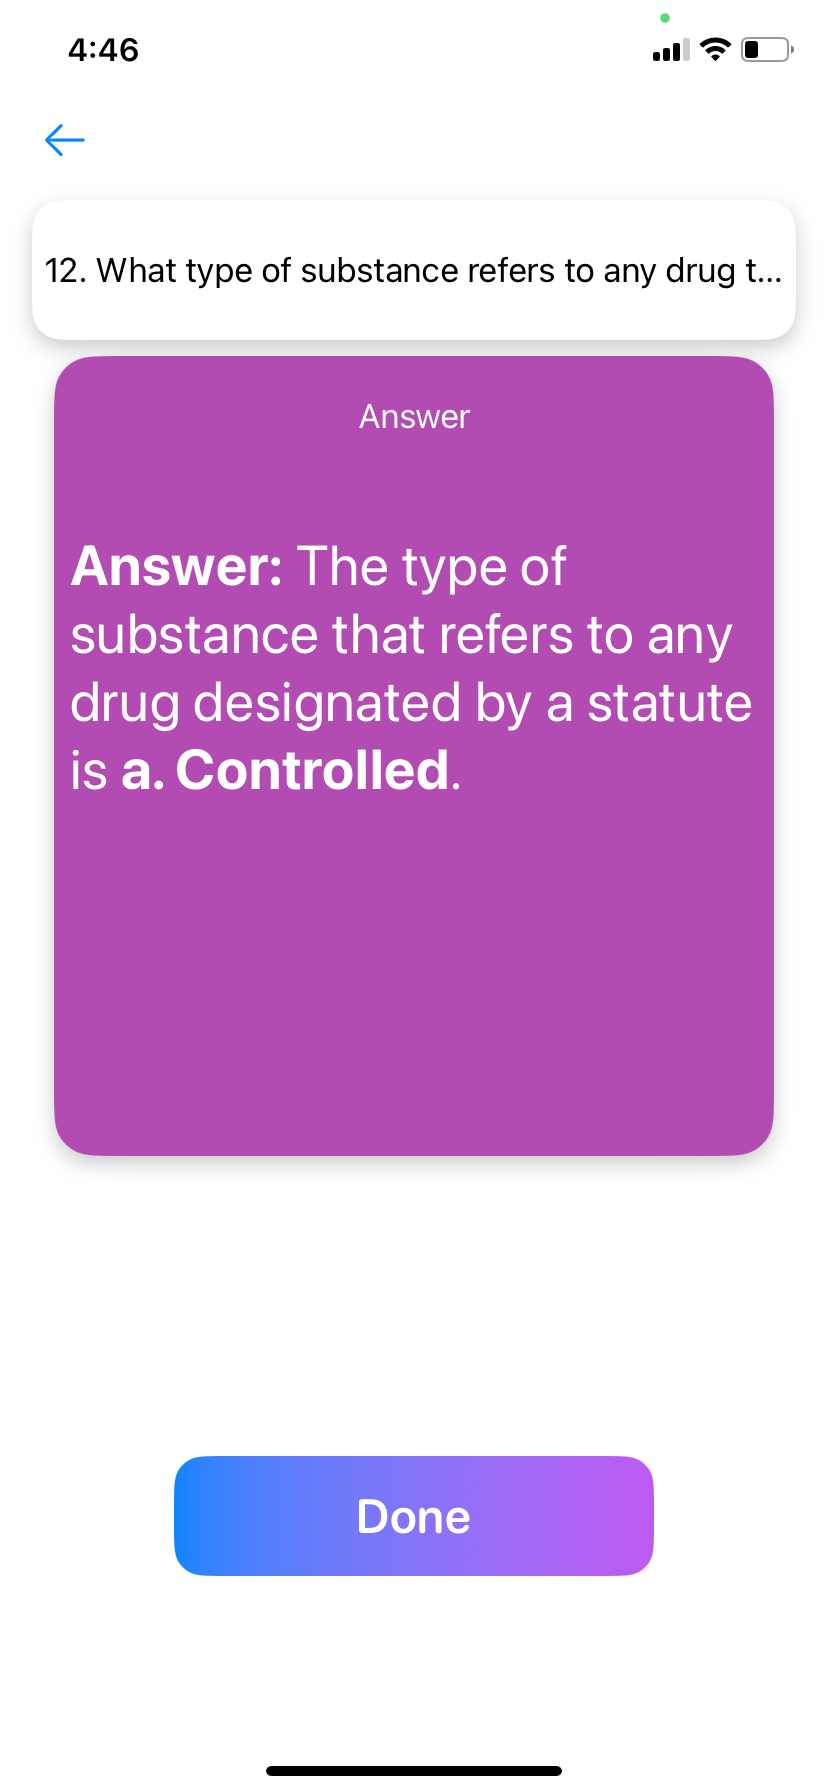 4:46
12. What type of substance refers to any drug t...
Answer
Answer: The type of
substance that refers to any
drug designated by a statute
is a. Controlled.
Done